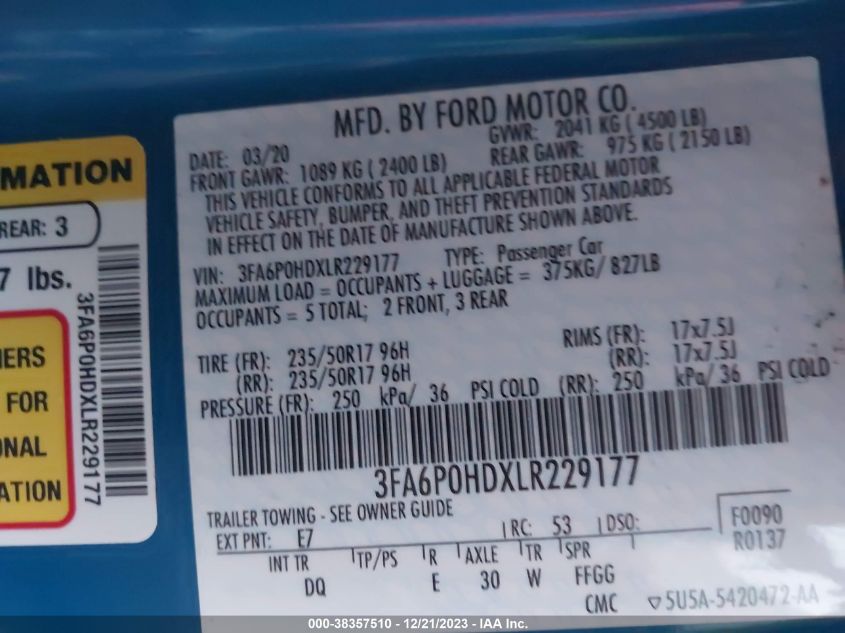 MATION
REAR: 3
7 lbs.
3FA6P0HDXLR229177
ERS
FOR
NAL
ATION
MFD. BY FORD MOTOR CO.
DATE: 03/20 GVWR: 2041 KG ( 4500 LB)
FRONT GAWR: 1089 KG ( 2400 LB) REAR GAWR: 975 KG ( 2150 LB)
THIS VEHICLE CONFORMS TO ALL APPLICABLE FEDERAL MOTOR
VEHICLE SAFETY, BUMPER, AND THEFT PREVENTION STANDARDS
IN EFFECT ON THE DATE OF MANUFACTURE SHOWN ABOVE.
VIN: 3FA6P0HDXLR229177 TYPE: Passenger Car
MAXIMUM LOAD = OCCUPANTS + LUGGAGE = 375KG/ 827LB
OCCUPANTS = 5 TOTAL; 2 FRONT, 3 REAR
TIRE (FR): 235/50R17 96H RIMS (FR): 17x7.5J
(RR): 235/50R17 96H (RR): 17x7.5J
PRESSURE (FR): 250 kPa/ 36 PSI COLD (RR): 250 kPa/ 36 PSI COLD
3FA6P0HDXLR229177
TRAILER TOWING - SEE OWNER GUIDE
EXT PNT: E7 RC: 53 DSO: F0090
R0137
INT TR TP/PS R AXLE TR SPR
DQ E 30 W FFGG
CMC ▽5U5A-5420472-AA
000-38357510 - 12/21/2023 - IAA Inc.